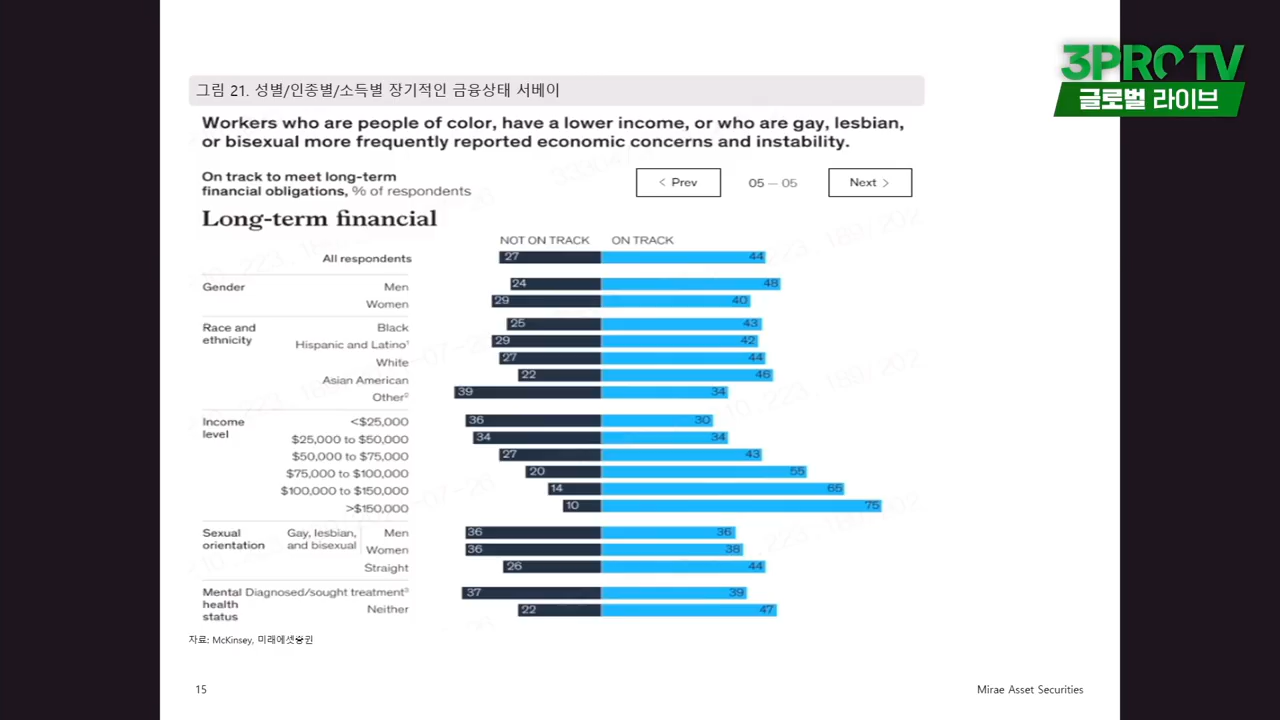 3PRO TV
글로벌 라이브
그림 21. 성별/인종별/소득별 장기적인 금융상태 서베이
Workers who are people of color, have a lower income, or who are gay, lesbian,
or bisexual more frequently reported economic concerns and instability.
On track to meet long-term
financial obligations, % of respondents
< Prev
05 — 05
Next >
Long-term financial
NOT ON TRACK ON TRACK
All respondents 27 44
Gender Men 24 48
Women 29 40
Race and
ethnicity
Black 25 43
Hispanic and Latino¹ 29 42
White 27 44
Asian American 22 46
Other² 39 34
Income
level
<$25,000 36 30
$25,000 to $50,000 34 34
$50,000 to $75,000 27 43
$75,000 to $100,000 20 55
$100,000 to $150,000 14 65
>$150,000 10 75
Sexual
orientation
Gay, lesbian,
and bisexual
Men 36 36
Women 36 38
Straight 26 44
Mental
health
status
Diagnosed/sought treatment³ 37 39
Neither 22 47
자료: McKinsey, 미래에셋증권
15
Mirae Asset Securities